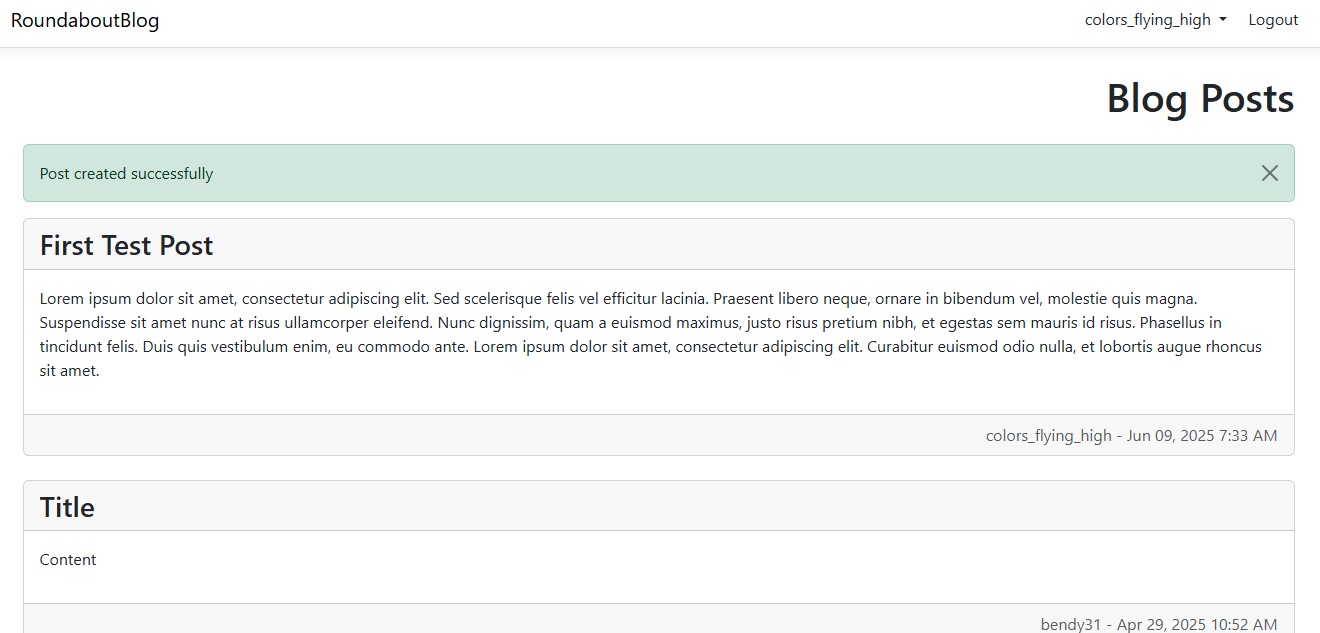 RoundaboutBlog
colors_flying_high
Logout
Blog Posts
Post created successfully
First Test Post
Lorem ipsum dolor sit amet, consectetur adipiscing elit. Sed scelerisque felis vel efficitur lacinia. Praesent libero neque, ornare in bibendum vel, molestie quis magna.
Suspendisse sit amet nunc at risus ullamcorper eleifend. Nunc dignissim, quam a euismod maximus, justo risus pretium nibh, et egestas sem mauris id risus. Phasellus in
tincidunt felis. Duis quis vestibulum enim, eu commodo ante. Lorem ipsum dolor sit amet, consectetur adipiscing elit. Curabitur euismod odio nulla, et lobortis augue rhoncus
sit amet.
colors_flying_high - Jun 09, 2025 7:33 AM
Title
Content
bendy31 - Apr 29, 2025 10:52 AM